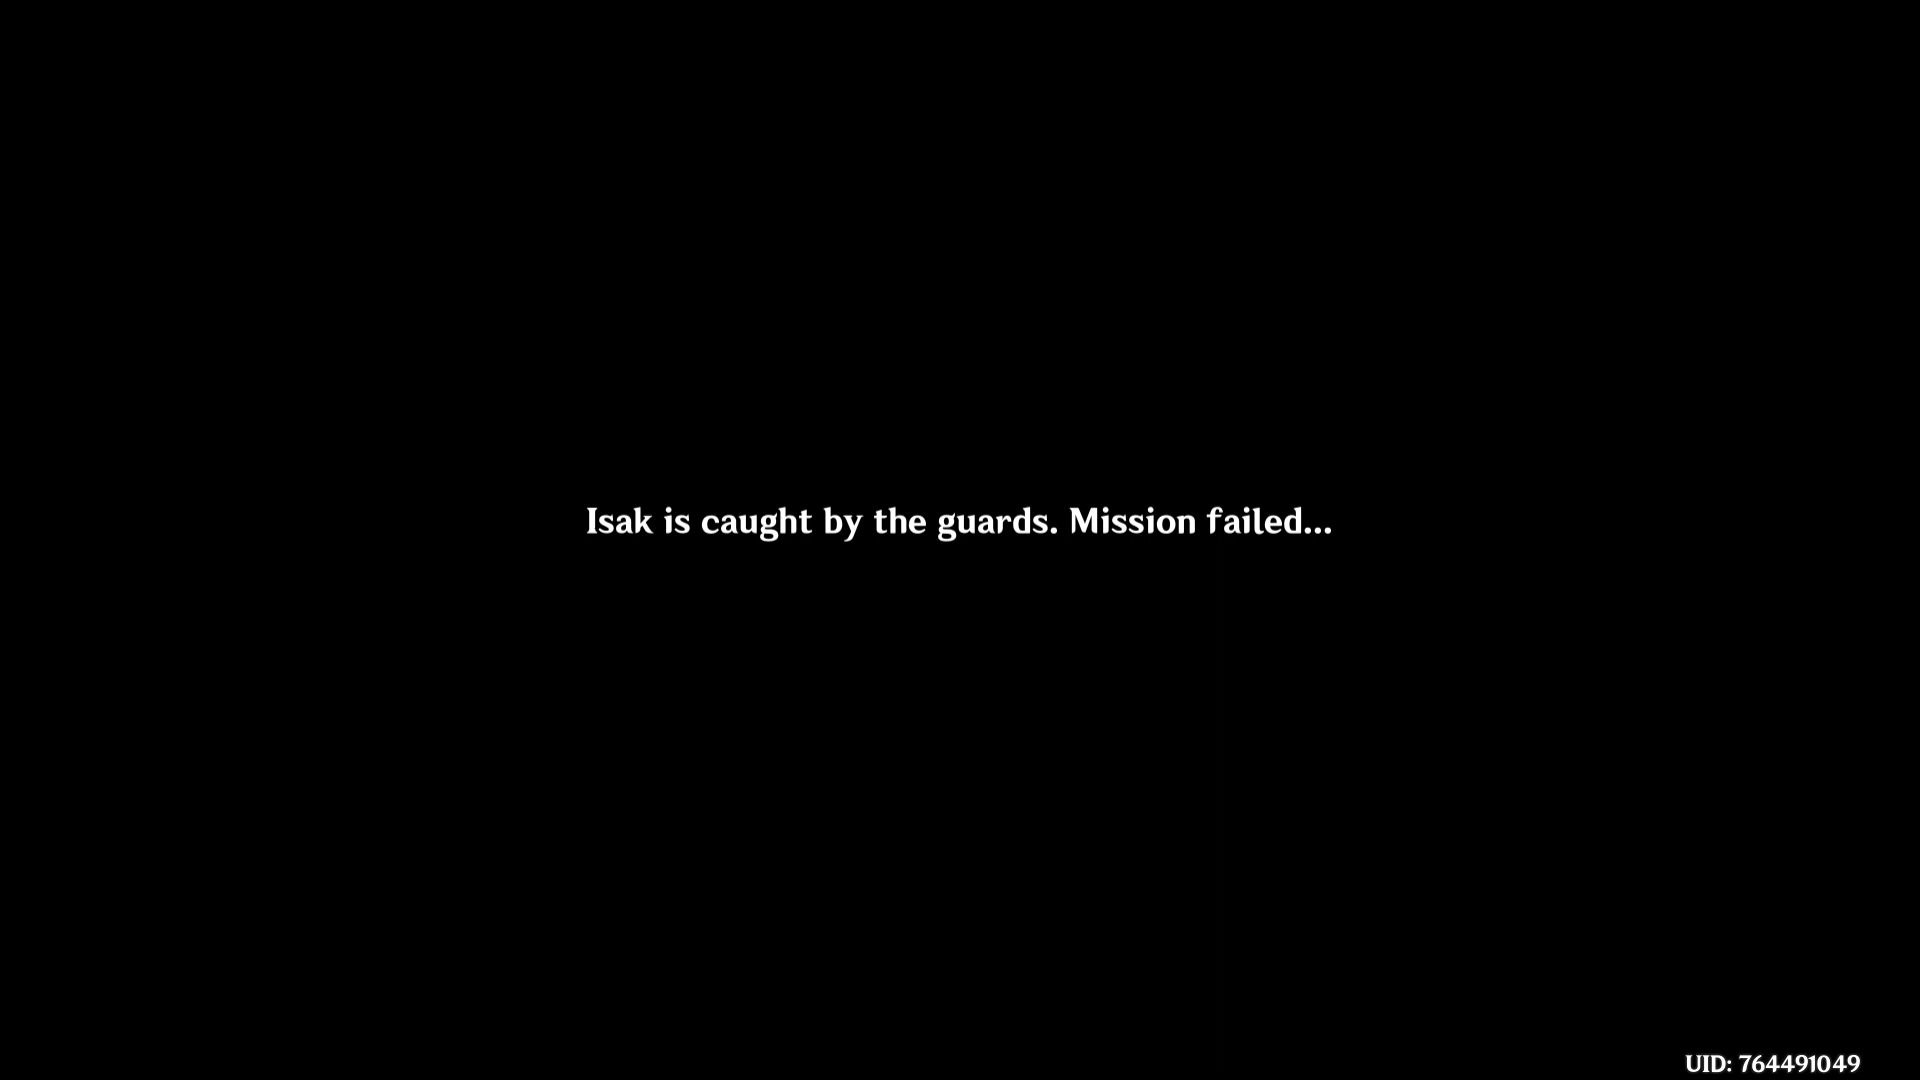 Isak is caught by the guards. Mission failed...
UID: 764491049